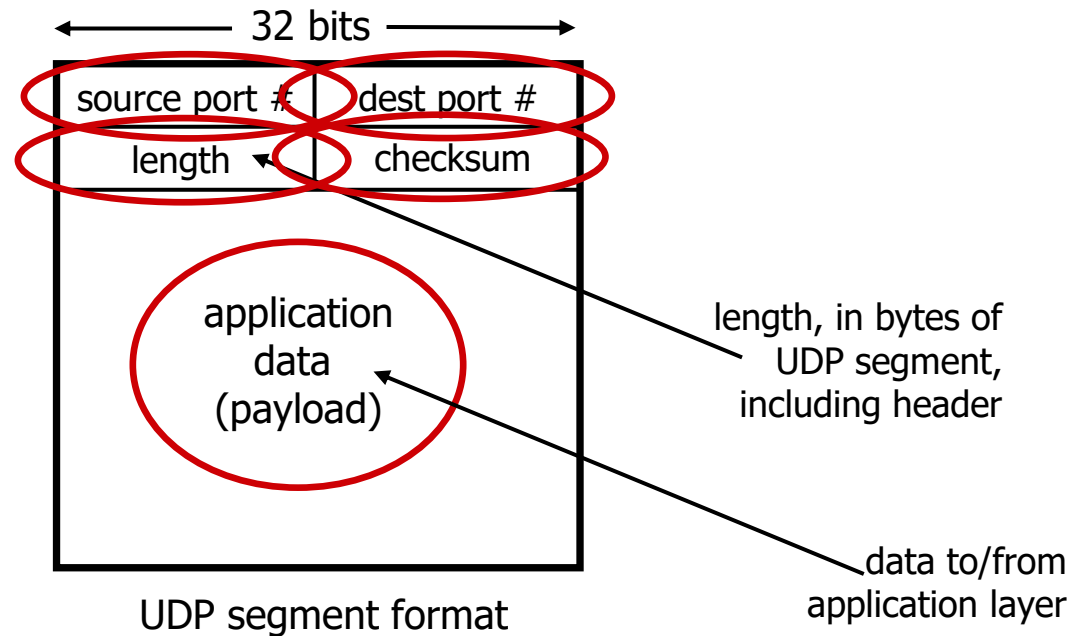 32 bits
source port #
dest port #
length
checksum
application
data
(payload)
length, in bytes of
UDP segment,
including header
data to/from
application layer
UDP segment format